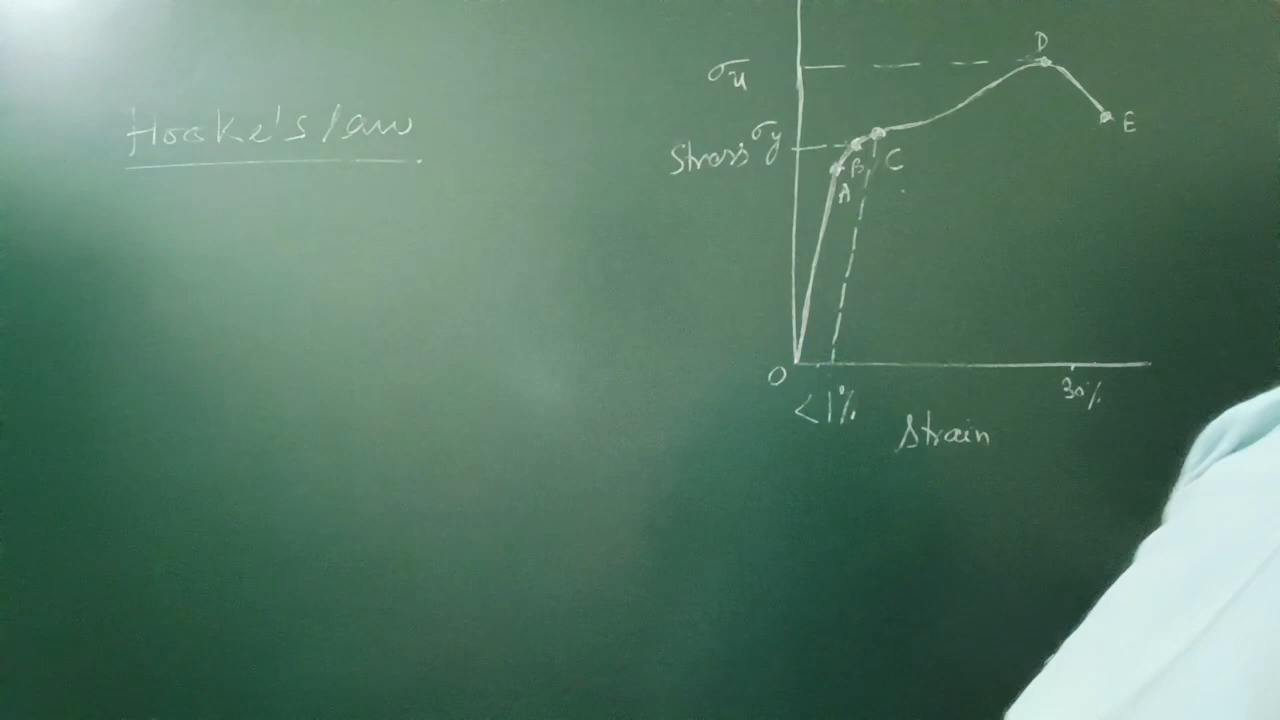 Hooke's law
D
σu
E
Stress σy
B
C
A
O
30%
<1%
Strain